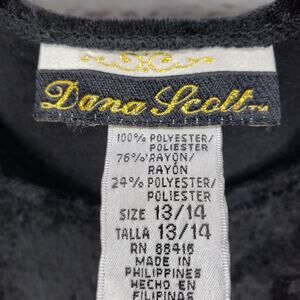 Dana Scott™
100% POLYESTER/
POLIESTER
76% RAYON/
RAYÓN
24% POLYESTER/
POLIESTER
SIZE 13/14
TALLA 13/14
RN 88416
MADE IN
PHILIPPINES
HECHO EN
FILIPINAS